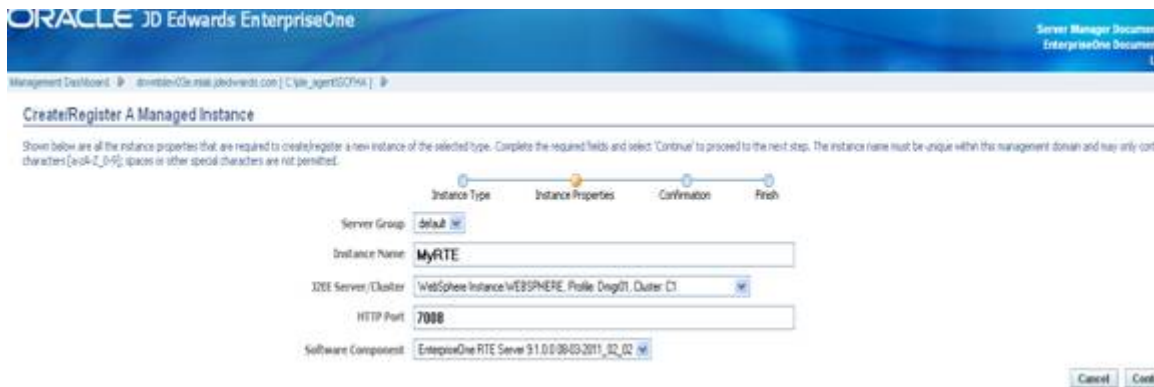 ORACLE JD Edwards EnterpriseOne
Server Manager Documen
EnterpriseOne Documen
L
Management Dashboard
Create/Register A Managed Instance
Shown below are all the instance properties that are required to create/register a new instance of the selected type. Complete the required fields and select 'Continue' to proceed to the next step. The instance name must be unique within this management domain and may only cont
characters [a-zA-Z_0-9]; spaces or other special characters are not permitted.
Instance Type Instance Properties Confirmation Finish
Server Group default
Instance Name MyRTE
J2EE Server/Cluster WebSphere Instance:WEBSPHERE, Profile: Dmgr01, Cluster: C1
HTTP Port 7008
Software Component EnterpriseOne RTE Server 9.1.0.0 08-03-2011_02_02
Cancel Conti